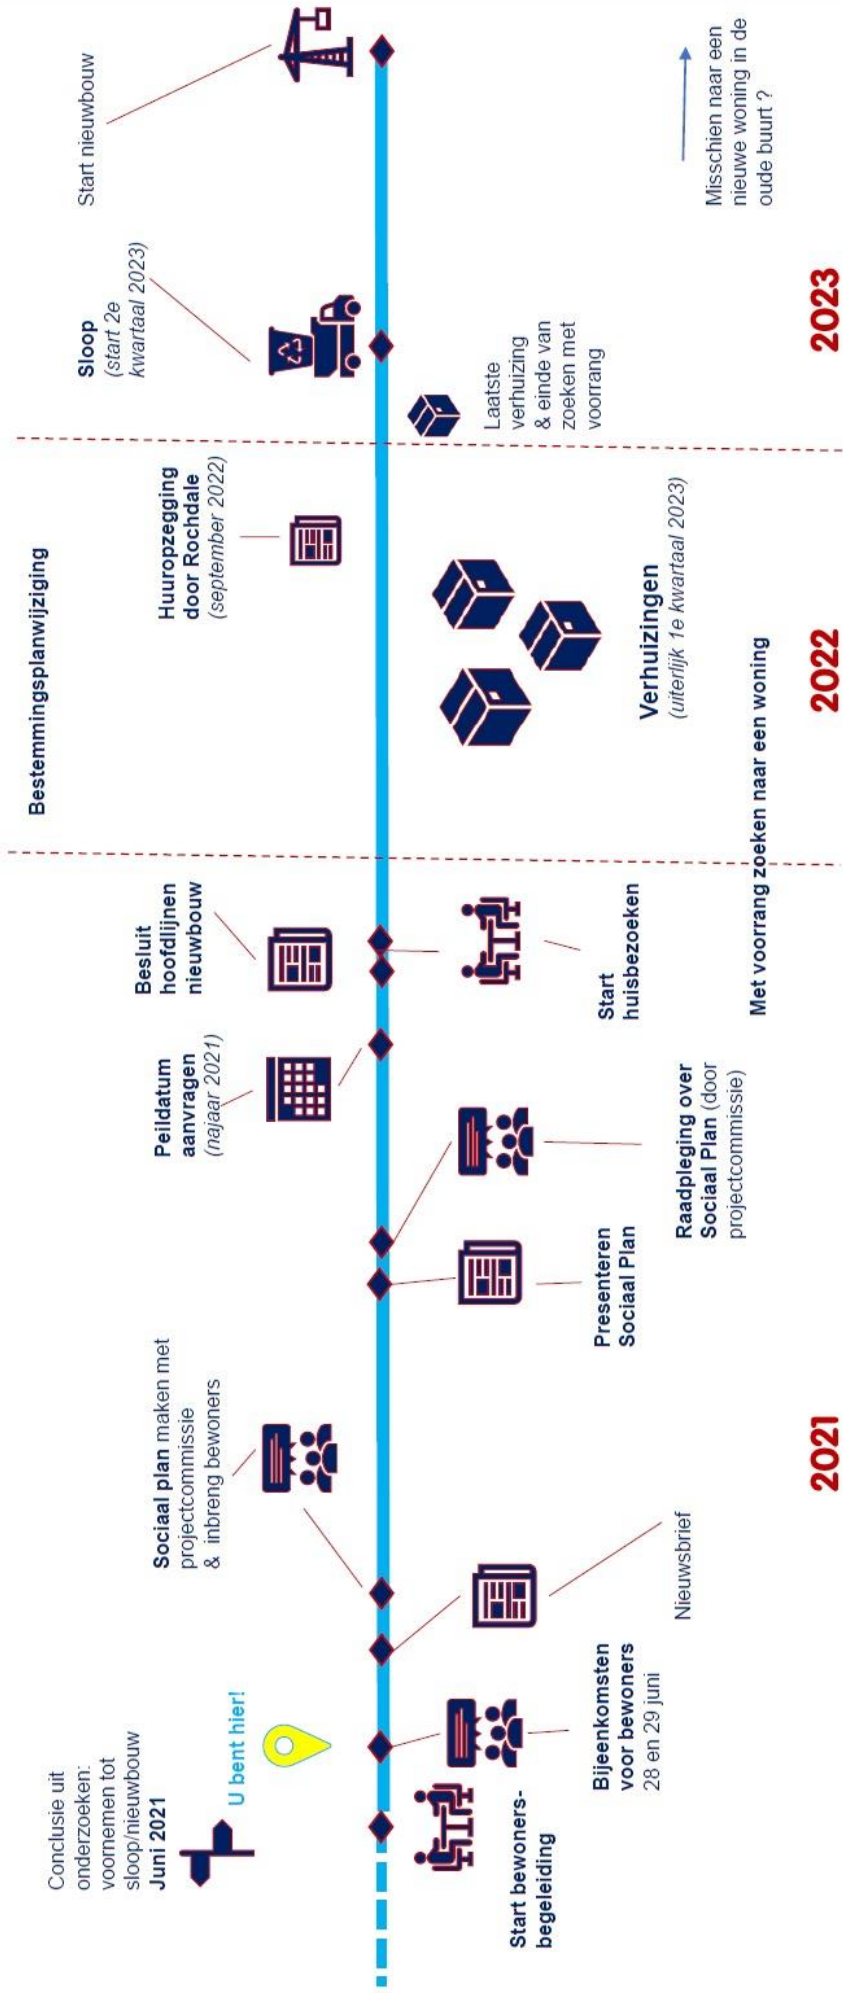 Conclusie uit
onderzoeken:
voornemen tot
sloop/nieuwbouw
Juni 2021
U bent hier!
Start bewoners-
begeleiding
Bijeenkomsten
voor bewoners
28 en 29 juni
Nieuwsbrief
Sociaal plan maken met
projectcommissie
& inbreng bewoners
Presenteren
Sociaal Plan
Raadpleging over
Sociaal Plan (door
projectcommissie)
Peildatum
aanvragen
(najaar 2021)
Besluit
hoofdlijnen
nieuwbouw
Start
huisbezoeken
Met voorrang zoeken naar een woning
2021
Bestemmingsplanwijziging
Huuropzegging
door Rochdale
(september 2022)
Verhuizingen
(uiterlijk 1e kwartaal 2023)
2022
Sloop
(start 2e
kwartaal 2023)
Laatste
verhuizing
& einde van
zoeken met
voorrang
Start nieuwbouw
Misschien naar een
nieuwe woning in de
oude buurt ?
2023